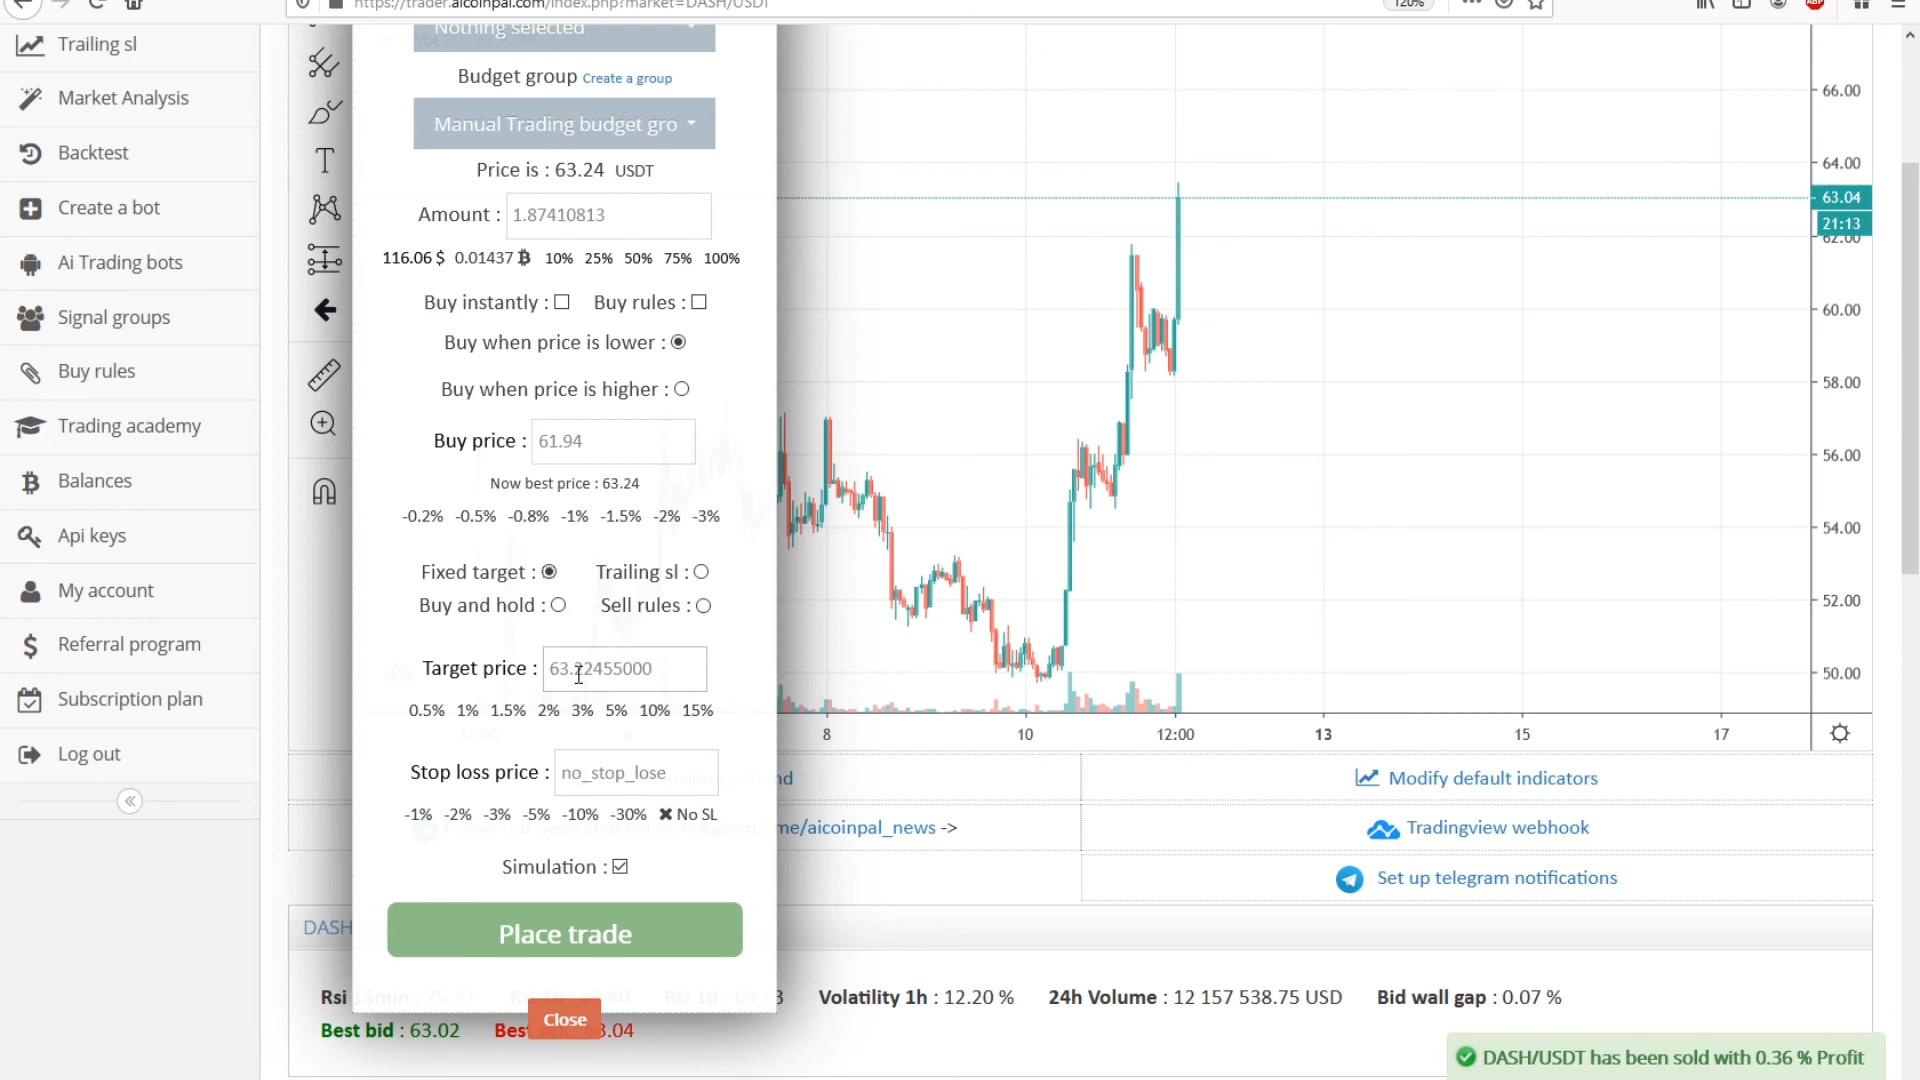 https://trader.aicoinpal.com/index.php?market=DASH/USDT
120%
Trailing sl
Market Analysis
Backtest
Create a bot
Ai Trading bots
Signal groups
Buy rules
Trading academy
Balances
Api keys
My account
Referral program
Subscription plan
Log out
Nothing selected
Budget group Create a group
Manual Trading budget gro
Price is : 63.24 USDT
Amount : 1.87410813
116.06 $ 0.01437 10% 25% 50% 75% 100%
Buy instantly : Buy rules :
Buy when price is lower :
Buy when price is higher :
Buy price : 61.94
Now best price : 63.24
-0.2% -0.5% -0.8% -1% -1.5% -2% -3%
Fixed target : Trailing sl :
Buy and hold : Sell rules :
Target price : 63.22455000
0.5% 1% 1.5% 2% 3% 5% 10% 15%
Stop loss price : no_stop_lose
-1% -2% -3% -5% -10% -30% No SL
Simulation :
Place trade
Close
66.00
64.00
63.04
21:13
62.00
60.00
58.00
56.00
54.00
52.00
50.00
8 10 12:00 13 15 17
Modify default indicators
me/aicoinpal_news ->
Tradingview webhook
Set up telegram notifications
DASH
Rsi 15min : 75.37 Volatility 1h : 12.20 % 24h Volume : 12 157 538.75 USD Bid wall gap : 0.07 %
Best bid : 63.02 3.04
DASH/USDT has been sold with 0.36 % Profit